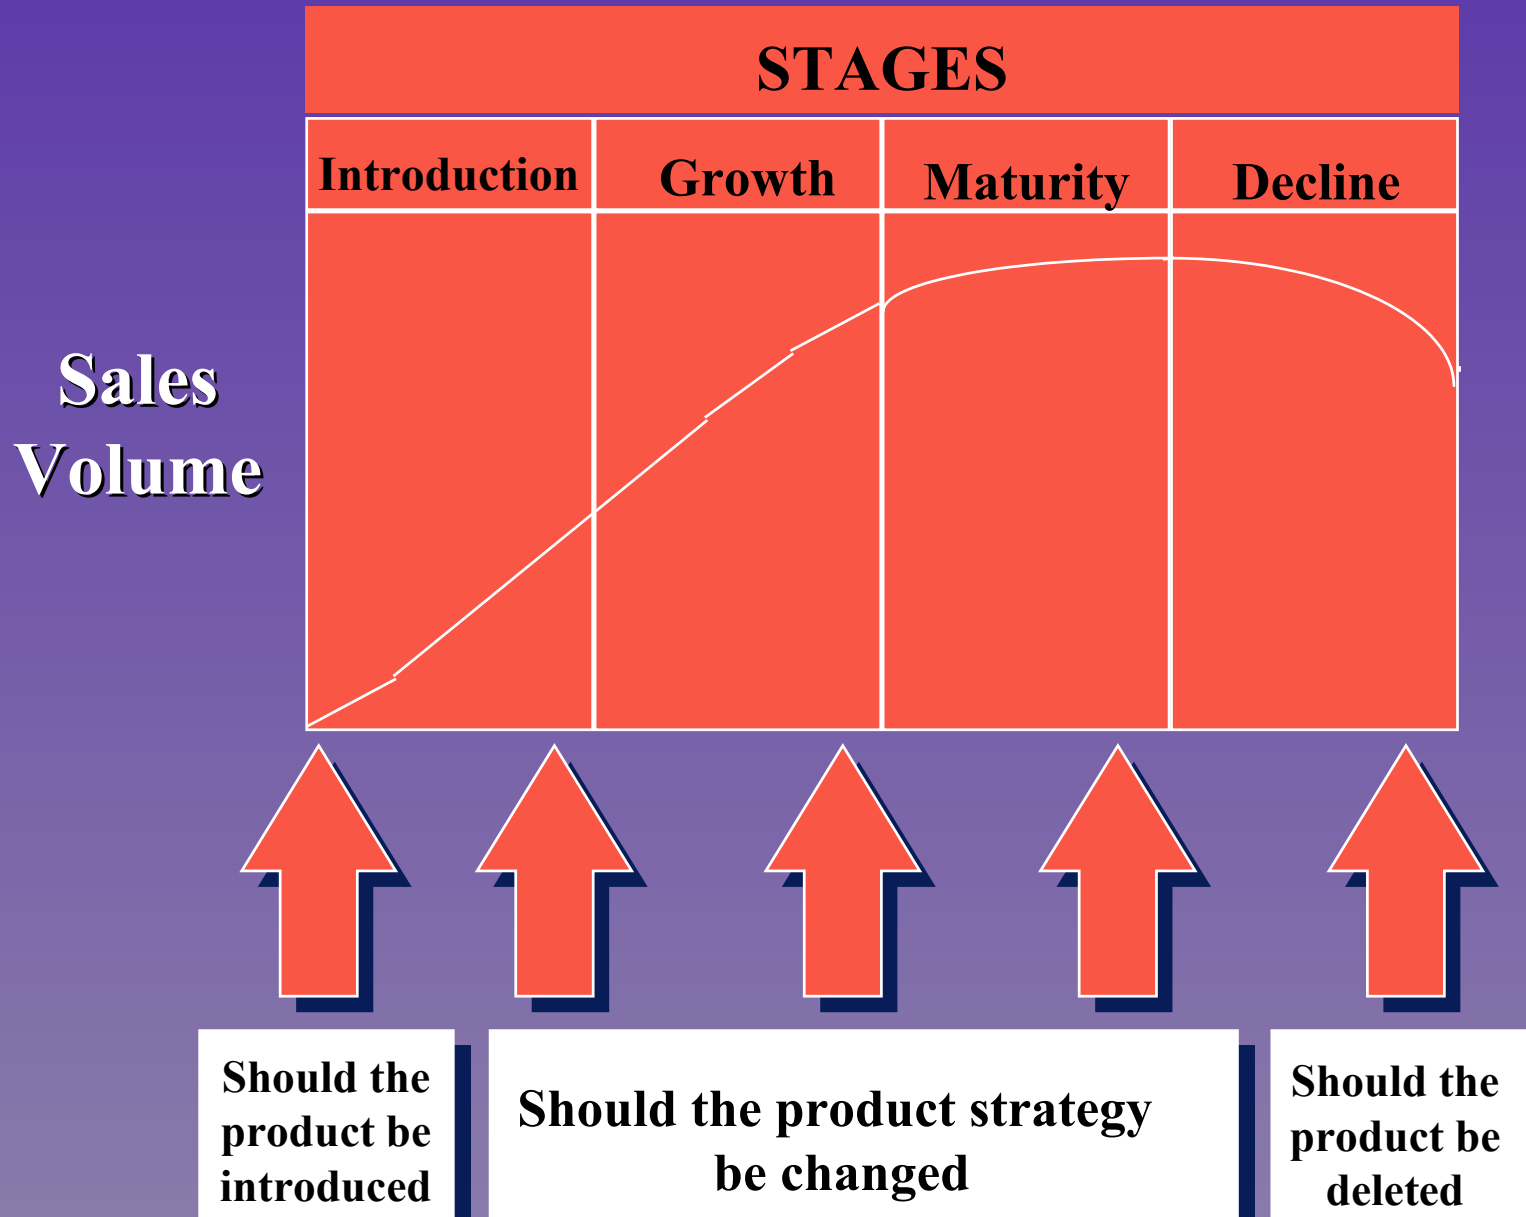 STAGES
Introduction
Growth
Maturity
Decline
Sales
Volume
Should the
product be
introduced
Should the product strategy
be changed
Should the
product be
deleted